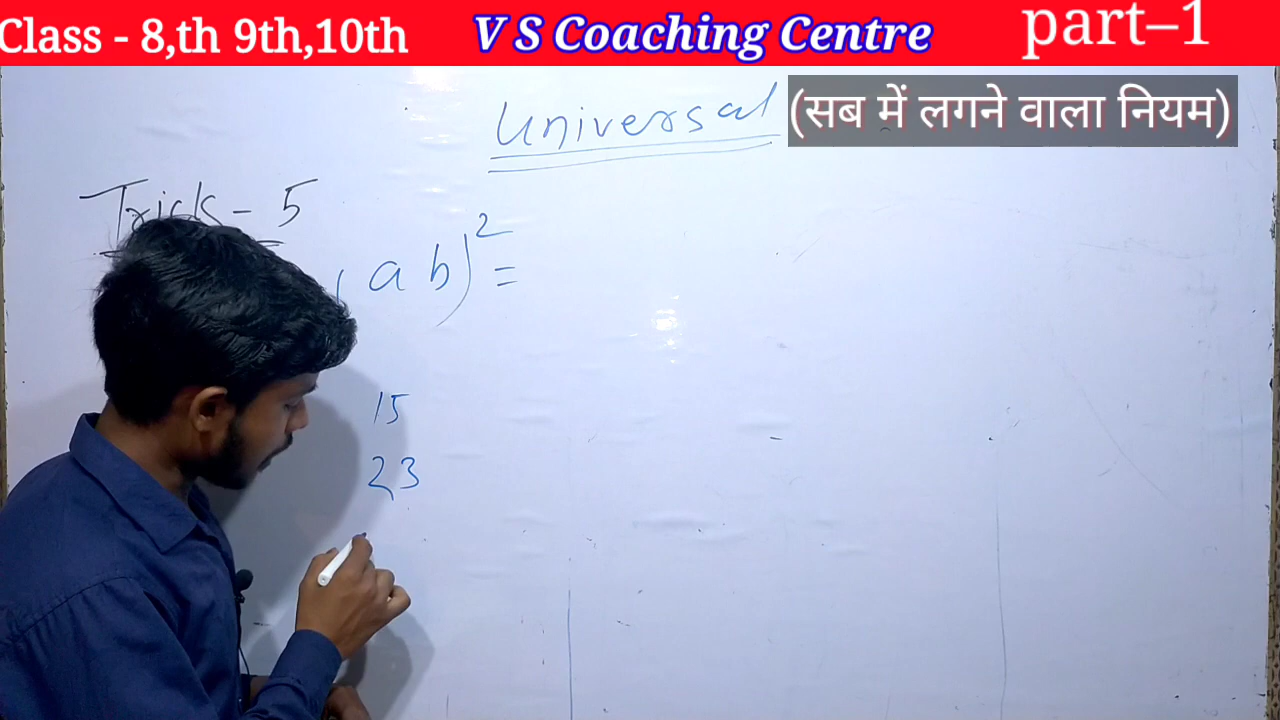 Class - 8,th 9th,10th V S Coaching Centre part–1
Universal (सब में लगने वाला नियम)
Trick - 5
(ab)² =
15
23